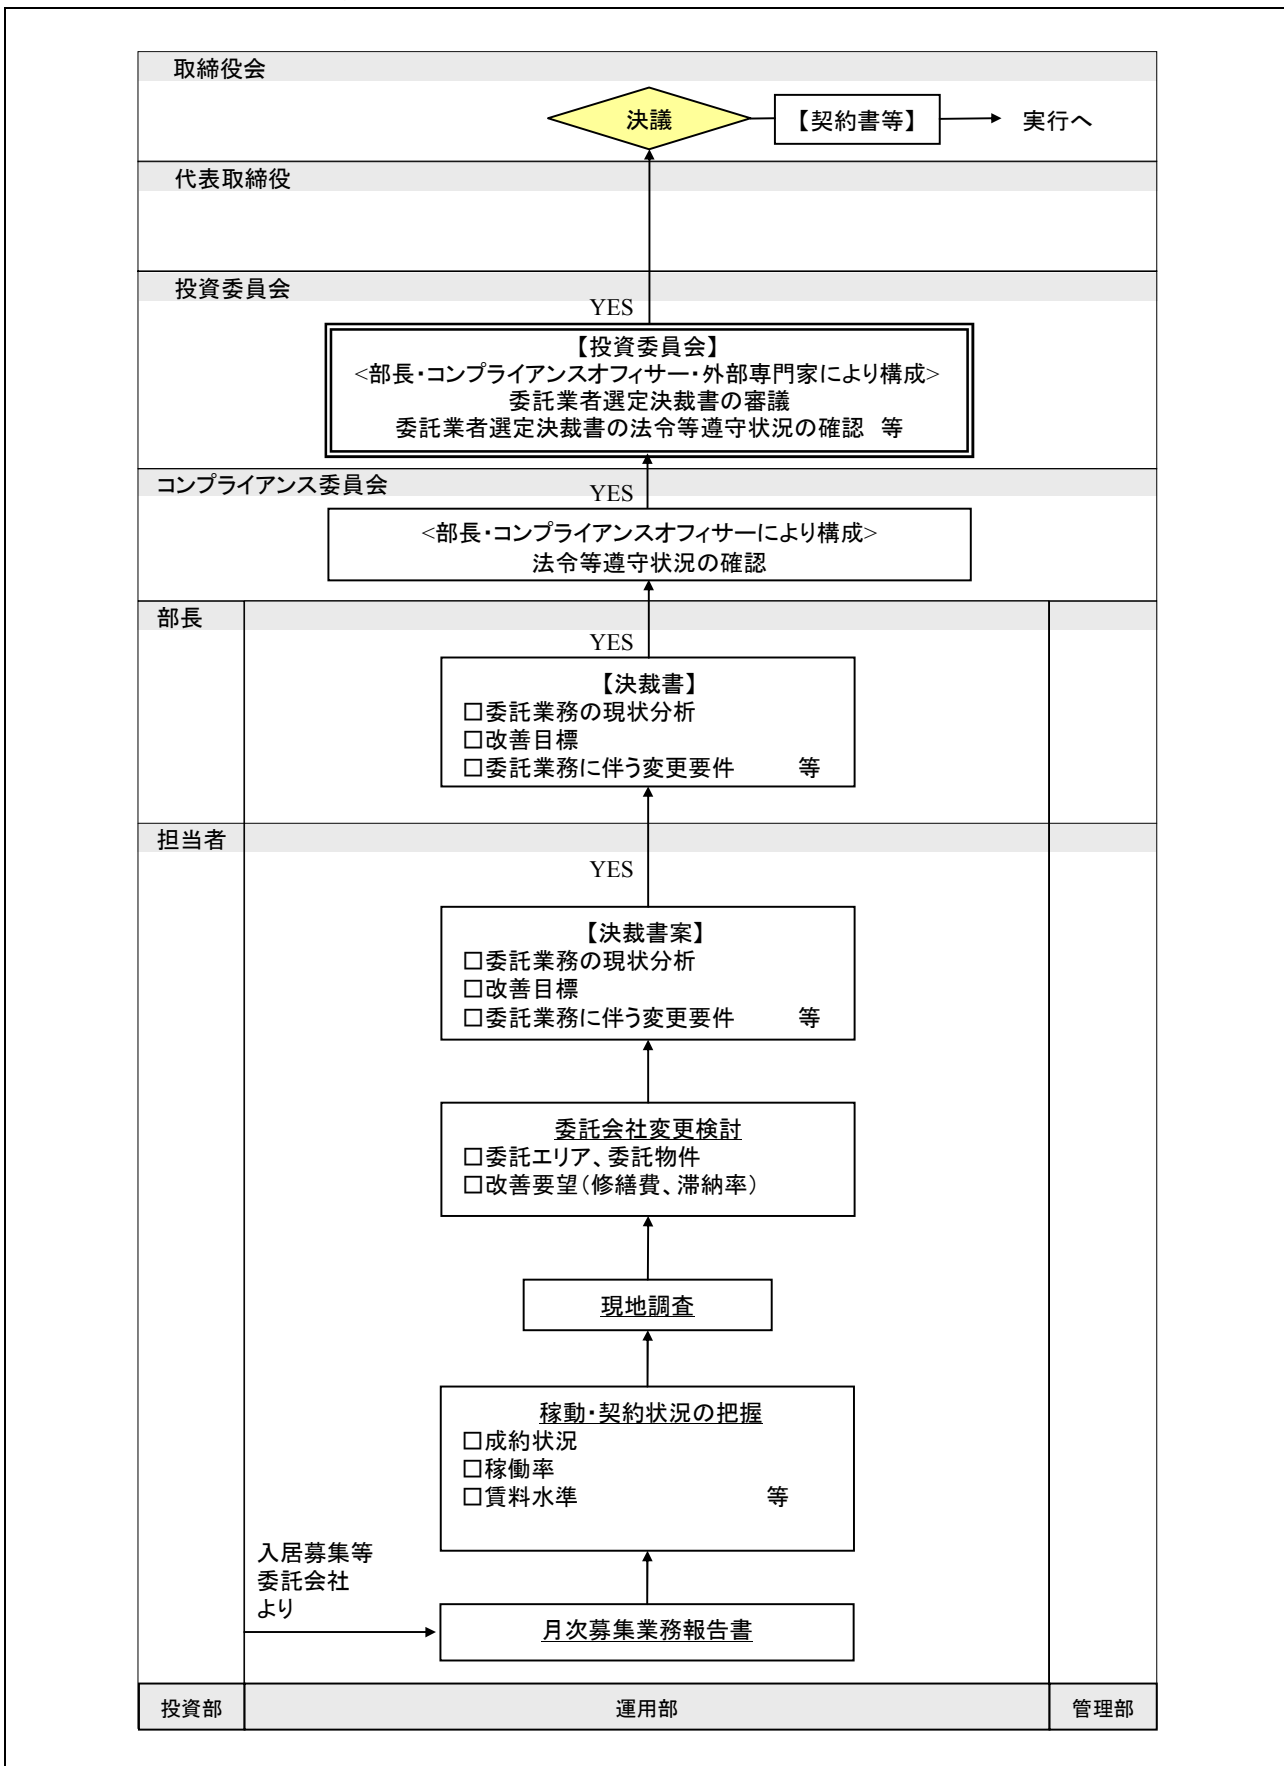 取締役会
決議
【契約書等】
実行へ
代表取締役
投資委員会
YES
【投資委員会】
<部長・コンプライアンスオフィサー・外部専門家により構成>
委託業者選定決裁書の審議
委託業者選定決裁書の法令等遵守状況の確認 等
コンプライアンス委員会
YES
<部長・コンプライアンスオフィサーにより構成>
法令等遵守状況の確認
部長
YES
【決裁書】
□委託業務の現状分析
□改善目標
□委託業務に伴う変更要件 等
担当者
YES
【決裁書案】
□委託業務の現状分析
□改善目標
□委託業務に伴う変更要件 等
委託会社変更検討
□委託エリア、委託物件
□改善要望(修繕費、滞納率)
現地調査
稼動・契約状況の把握
□成約状況
□稼働率
□賃料水準 等
入居募集等
委託会社
より
月次募集業務報告書
投資部
運用部
管理部